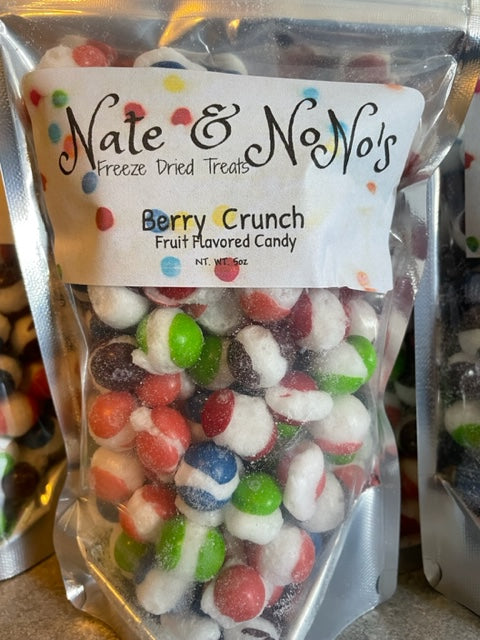 Nate & NoNo's
Freeze Dried Treats
Berry Crunch
Fruit Flavored Candy
NT. WT. 5oz